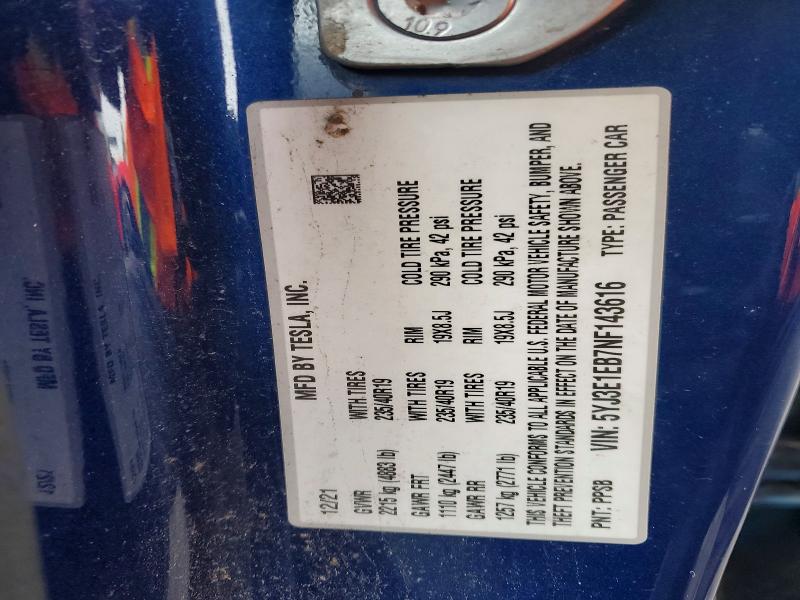 10.9
MFD BY TESLA, INC.
12/21
GVWR WITH TIRES RIM COLD TIRE PRESSURE
2215 kg (4883 lb) 235/40R19 19X8.5J 290 kPa, 42 psi
GAWR FRT WITH TIRES RIM COLD TIRE PRESSURE
1110 kg (2447 lb) 235/40R19 19X8.5J 290 kPa, 42 psi
GAWR RR
1257 kg (2771 lb) 235/40R19
THIS VEHICLE CONFORMS TO ALL APPLICABLE U.S. FEDERAL MOTOR VEHICLE SAFETY, BUMPER, AND
THEFT PREVENTION STANDARDS IN EFFECT ON THE DATE OF MANUFACTURE SHOWN ABOVE.
PNT: PPSB VIN: 5YJ3E1EB7NF143616 TYPE: PASSENGER CAR